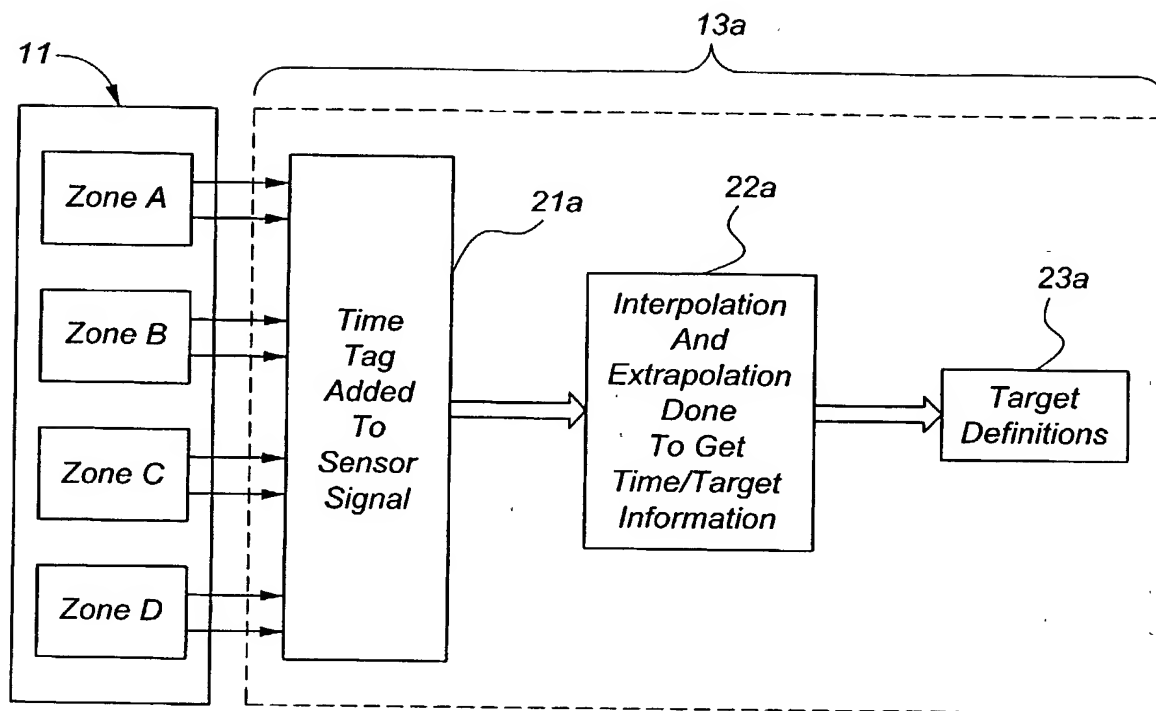 13a
11
Zone A
Zone B
Zone C
Zone D
21a
Time
Tag
Added
To
Sensor
Signal
22a
Interpolation
And
Extrapolation
Done
To Get
Time/Target
Information
23a
Target
Definitions